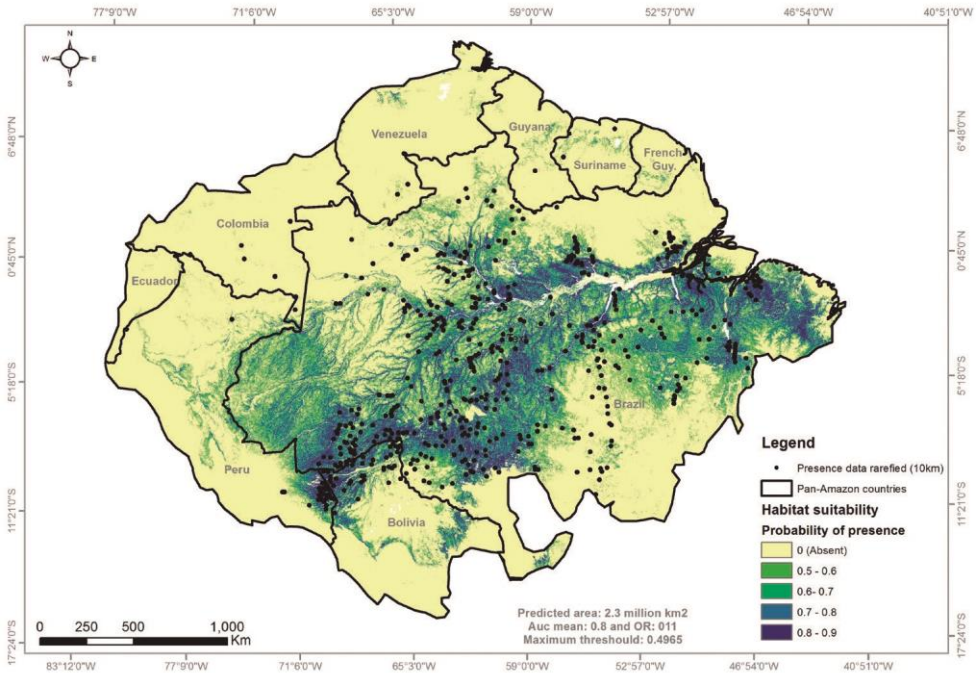 77°9'0"W 71°6'0"W 65°3'0"W 59°0'0"W 52°57'0"W 46°54'0"W 40°51'0"W
N
W E
S
6°48'0"N
6°48'0"N
Venezuela
Guyana
Suriname
French
Guy.
Colombia
0°45'0"N
0°45'0"N
Ecuador
5°18'0"S
5°18'0"S
Brazil
Peru
Bolivia
11°21'0"S
11°21'0"S
Legend
Presence data rarefied (10km)
Pan-Amazon countries
Habitat suitability
Probability of presence
0 (Absent)
0.5 - 0.6
0.6- 0.7
0.7 - 0.8
0.8 - 0.9
Predicted area: 2.3 million km2
Auc mean: 0.8 and OR: 011
Maximum threshould: 0.4965
0 250 500 1,000
Km
17°24'0"S
17°24'0"S
83°12'0"W 77°9'0"W 71°6'0"W 65°3'0"W 59°0'0"W 52°57'0"W 46°54'0"W 40°51'0"W